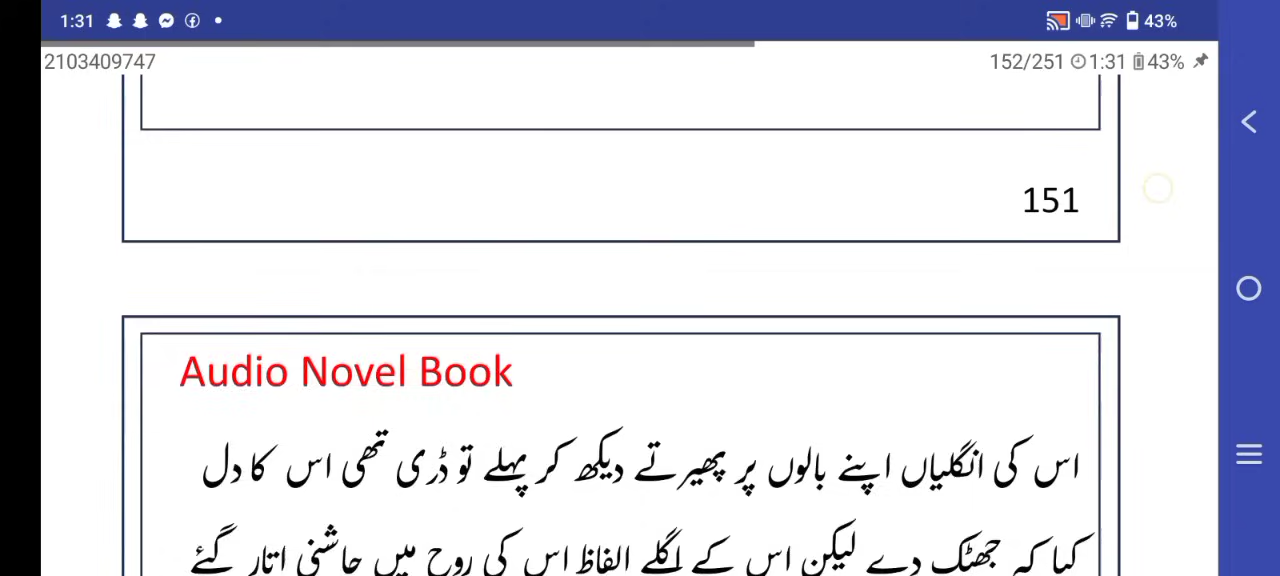 1:31
43%
2103409747
152/251 1:31 43%
151
Audio Novel Book
اس کی انگلیاں اپنے بالوں پر پھیرتے دیکھ کر پہلے تو ڈری تھی اس کا دل
کیا کہ جھٹک دے لیکن اس کے اگلے الفاظ اس کی روح میں چاشنی اتار گئے